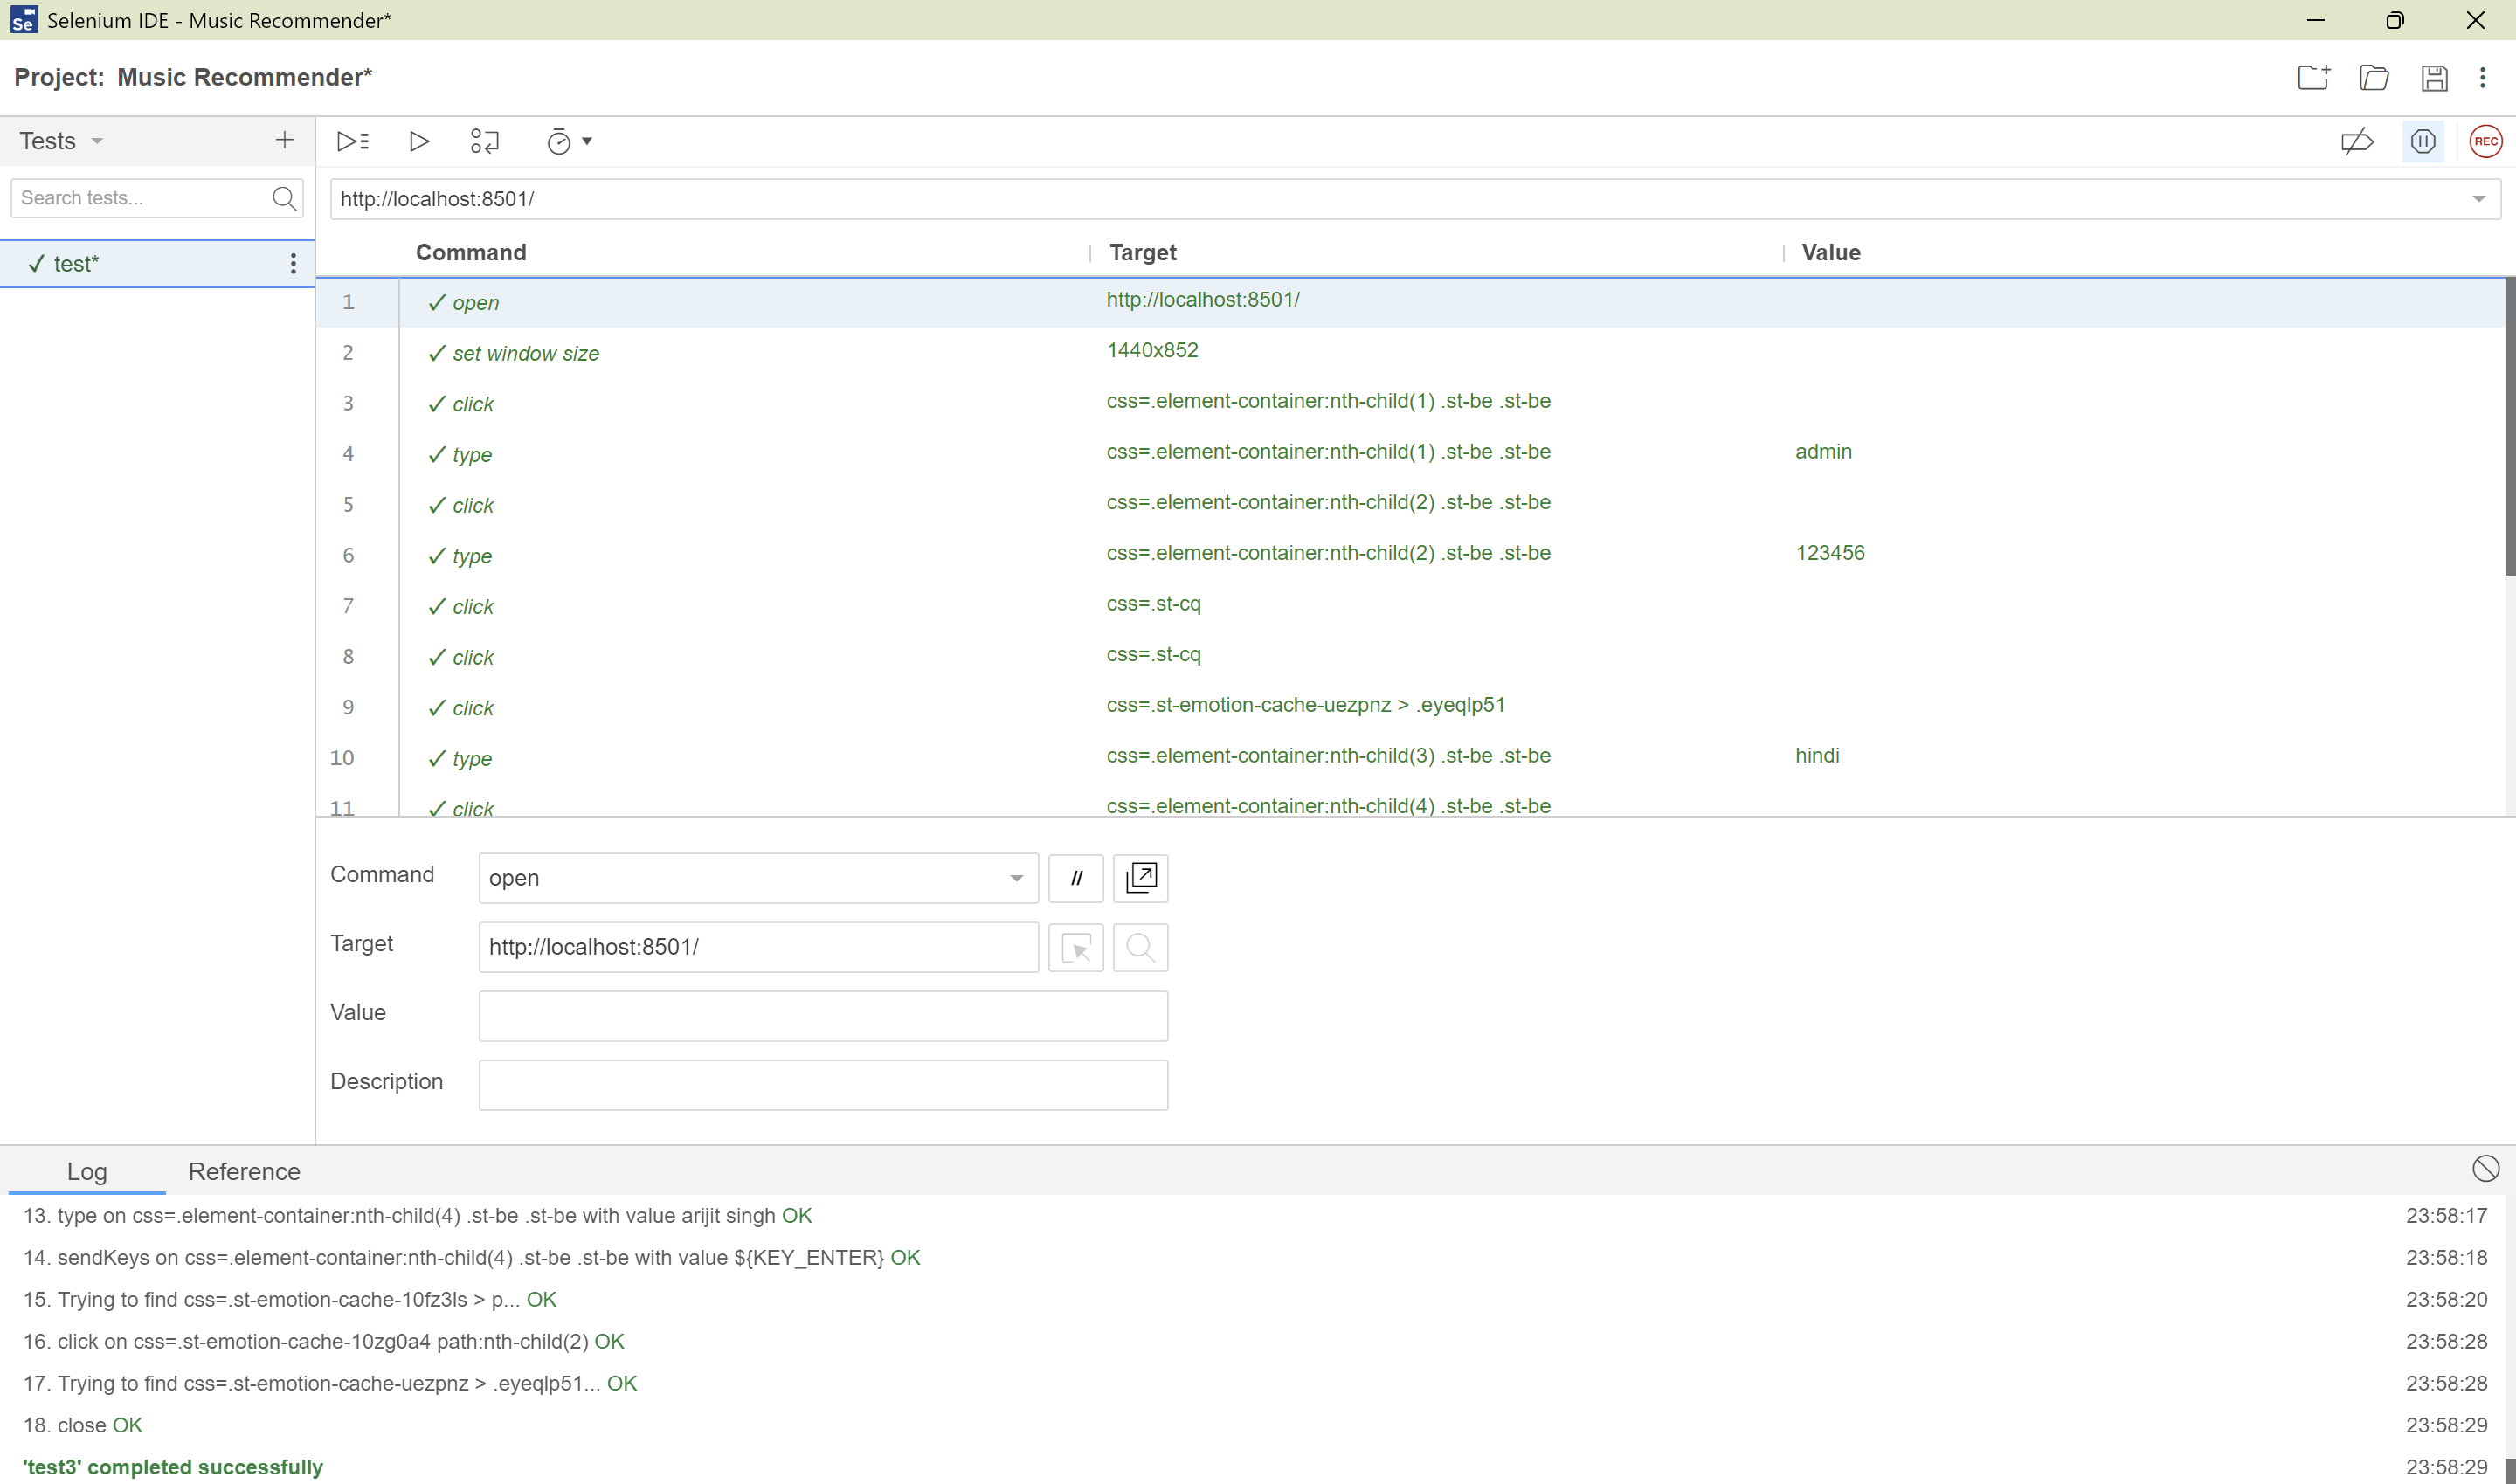 Se Selenium IDE - Music Recommender*
Project: Music Recommender*
Tests
REC
Search tests...
http://localhost:8501/
Command Target Value
✓ test*
1 ✓ open http://localhost:8501/
2 ✓ set window size 1440x852
3 ✓ click css=.element-container:nth-child(1) .st-be .st-be
4 ✓ type css=.element-container:nth-child(1) .st-be .st-be admin
5 ✓ click css=.element-container:nth-child(2) .st-be .st-be
6 ✓ type css=.element-container:nth-child(2) .st-be .st-be 123456
7 ✓ click css=.st-cq
8 ✓ click css=.st-cq
9 ✓ click css=.st-emotion-cache-uezpnz > .eyeqlp51
10 ✓ type css=.element-container:nth-child(3) .st-be .st-be hindi
11 ✓ click css=.element-container:nth-child(4) .st-be .st-be
Command open //
Target http://localhost:8501/
Value
Description
Log Reference
13. type on css=.element-container:nth-child(4) .st-be .st-be with value arijit singh OK 23:58:17
14. sendKeys on css=.element-container:nth-child(4) .st-be .st-be with value ${KEY_ENTER} OK 23:58:18
15. Trying to find css=.st-emotion-cache-10fz3ls > p... OK 23:58:20
16. click on css=.st-emotion-cache-10zg0a4 path:nth-child(2) OK 23:58:28
17. Trying to find css=.st-emotion-cache-uezpnz > .eyeqlp51... OK 23:58:28
18. close OK 23:58:29
'test3' completed successfully 23:58:29